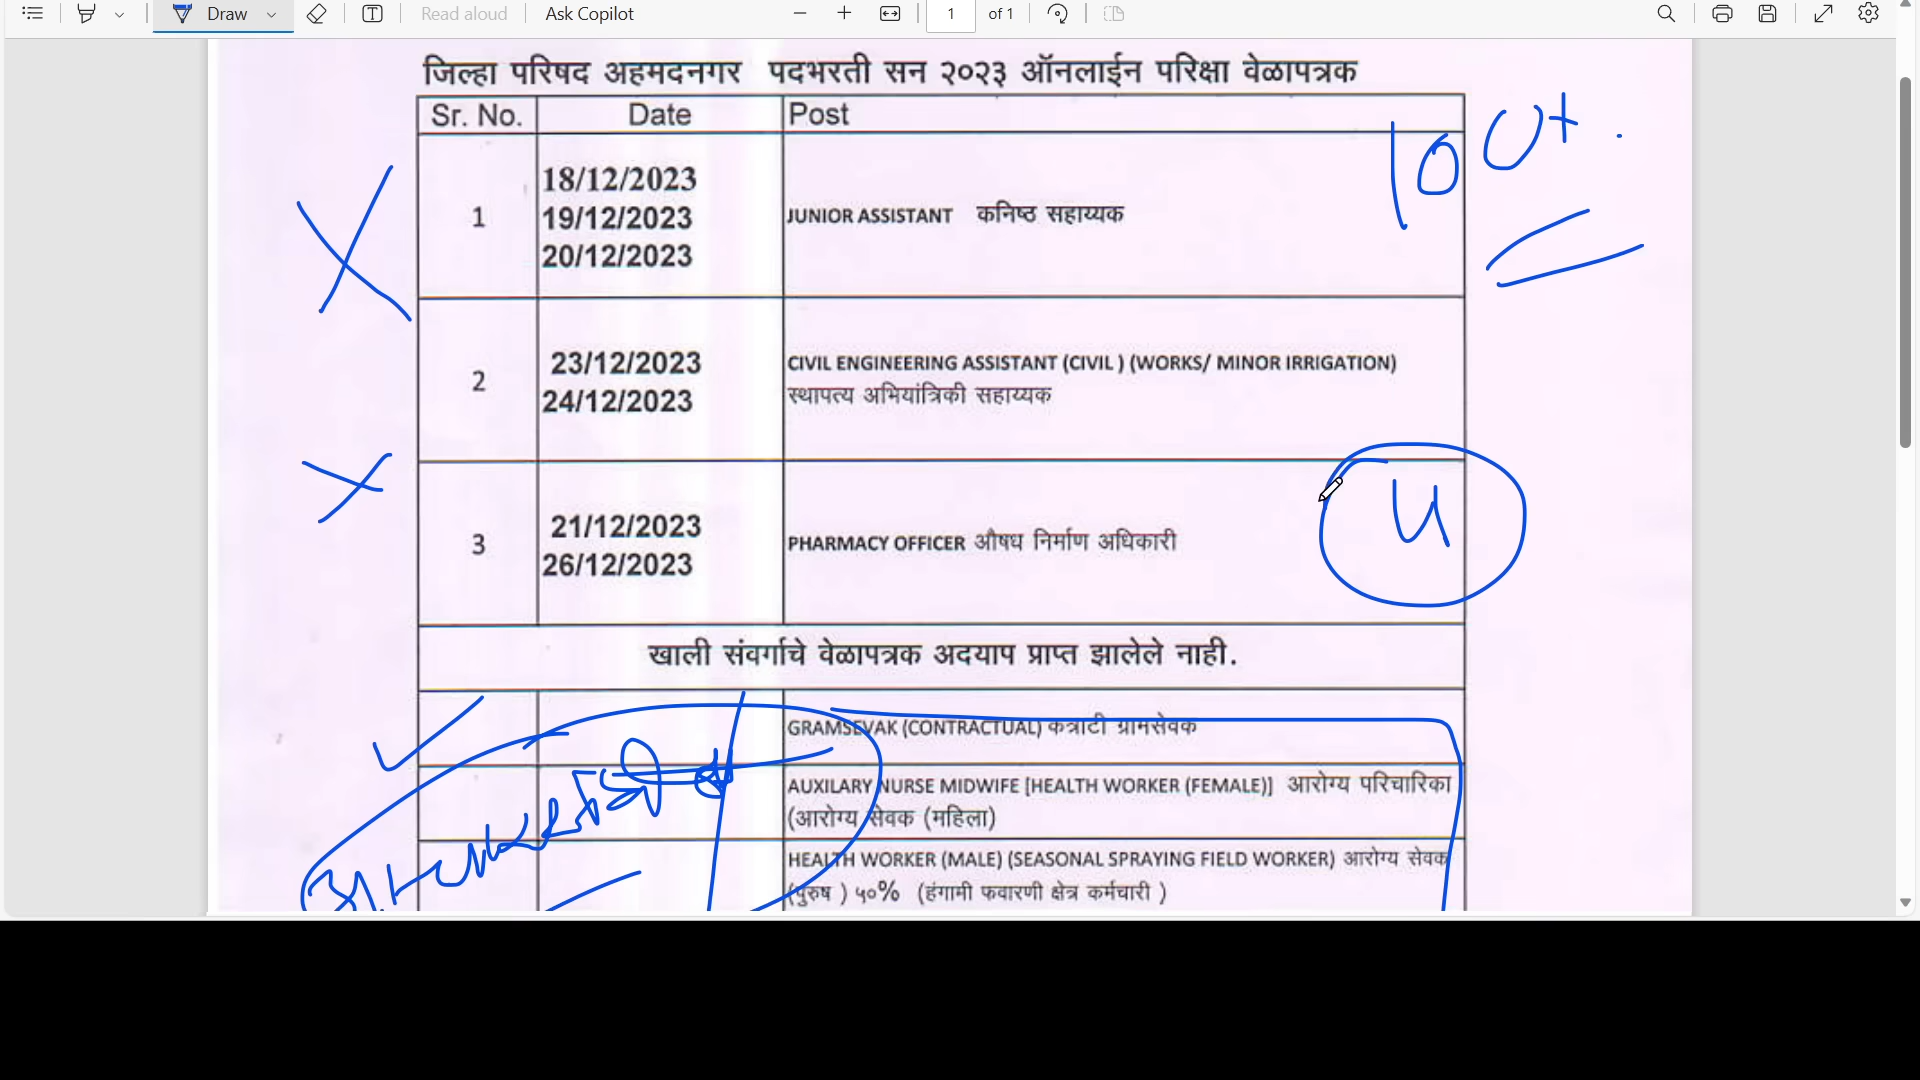 Draw
Read aloud
Ask Copilot
1
of 1
जिल्हा परिषद अहमदनगर पदभरती सन २०२३ ऑनलाईन परिक्षा वेळापत्रक
Sr. No. Date Post
1
18/12/2023
19/12/2023
20/12/2023
JUNIOR ASSISTANT कनिष्ठ सहाय्यक
100+
2
23/12/2023
24/12/2023
CIVIL ENGINEERING ASSISTANT (CIVIL ) (WORKS/ MINOR IRRIGATION)
स्थापत्य अभियांत्रिकी सहाय्यक
3
21/12/2023
26/12/2023
PHARMACY OFFICER औषध निर्माण अधिकारी
खाली संवर्गाचे वेळापत्रक अदयाप प्राप्त झालेले नाही.
GRAMSEVAK (CONTRACTUAL) कत्राटी ग्रामसेवक
AUXILARY NURSE MIDWIFE [HEALTH WORKER (FEMALE)] आरोग्य परिचारिका
(आरोग्य सेवक (महिला)
HEALTH WORKER (MALE) (SEASONAL SPRAYING FIELD WORKER) आरोग्य सेवक
(पुरुष ) ५०% (हंगामी फवारणी क्षेत्र कर्मचारी )